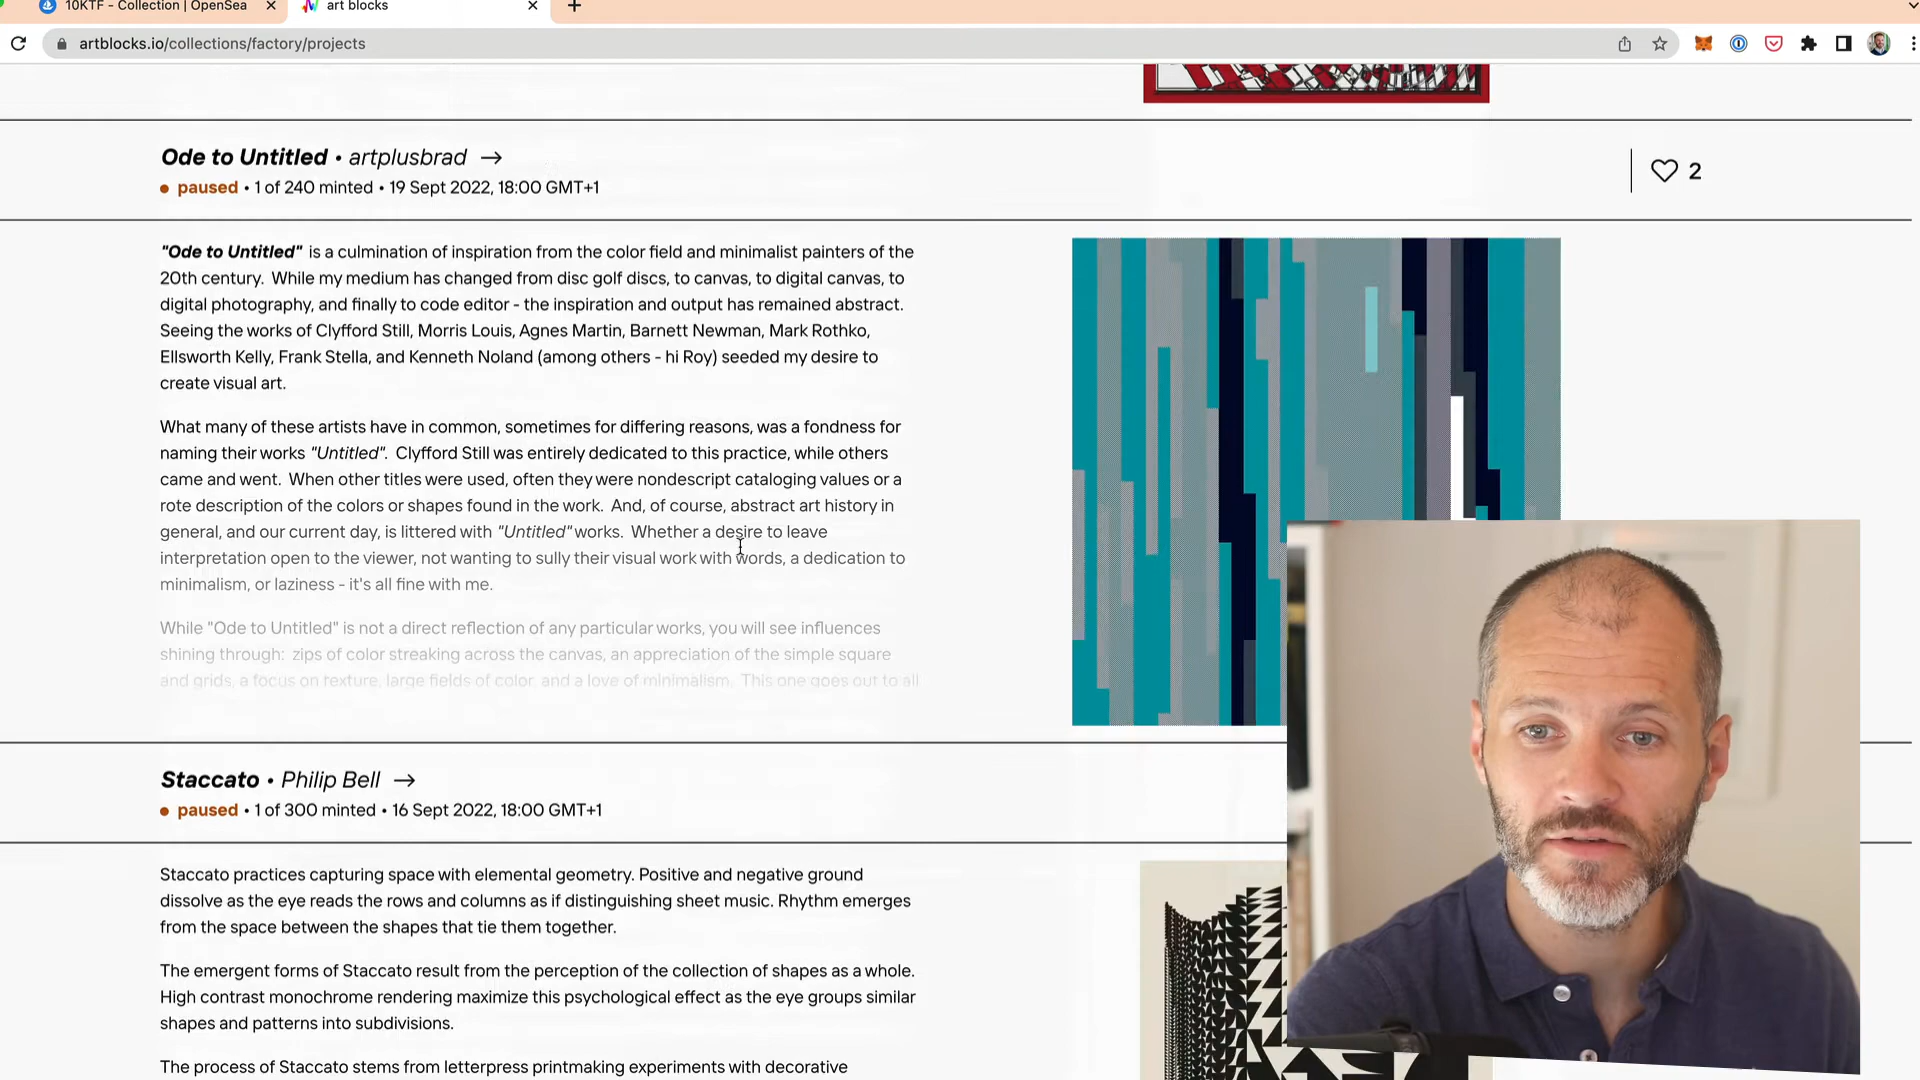 10KTF - Collection | OpenSea
art blocks
artblocks.io/collections/factory/projects
Ode to Untitled • artplusbrad →
paused • 1 of 240 minted • 19 Sept 2022, 18:00 GMT+1
2
"Ode to Untitled" is a culmination of inspiration from the color field and minimalist painters of the
20th century. While my medium has changed from disc golf discs, to canvas, to digital canvas, to
digital photography, and finally to code editor - the inspiration and output has remained abstract.
Seeing the works of Clyfford Still, Morris Louis, Agnes Martin, Barnett Newman, Mark Rothko,
Ellsworth Kelly, Frank Stella, and Kenneth Noland (among others - hi Roy) seeded my desire to
create visual art.
What many of these artists have in common, sometimes for differing reasons, was a fondness for
naming their works "Untitled". Clyfford Still was entirely dedicated to this practice, while others
came and went. When other titles were used, often they were nondescript cataloging values or a
rote description of the colors or shapes found in the work. And, of course, abstract art history in
general, and our current day, is littered with "Untitled" works. Whether a desire to leave
interpretation open to the viewer, not wanting to sully their visual work with words, a dedication to
minimalism, or laziness - it's all fine with me.
While "Ode to Untitled" is not a direct reflection of any particular works, you will see influences
shining through: zips of color streaking across the canvas, an appreciation of the simple square
and grids, a focus on texture, large fields of color, and a love of minimalism. This one goes out to all
Staccato • Philip Bell →
paused • 1 of 300 minted • 16 Sept 2022, 18:00 GMT+1
Staccato practices capturing space with elemental geometry. Positive and negative ground
dissolve as the eye reads the rows and columns as if distinguishing sheet music. Rhythm emerges
from the space between the shapes that tie them together.
The emergent forms of Staccato result from the perception of the collection of shapes as a whole.
High contrast monochrome rendering maximize this psychological effect as the eye groups similar
shapes and patterns into subdivisions.
The process of Staccato stems from letterpress printmaking experiments with decorative